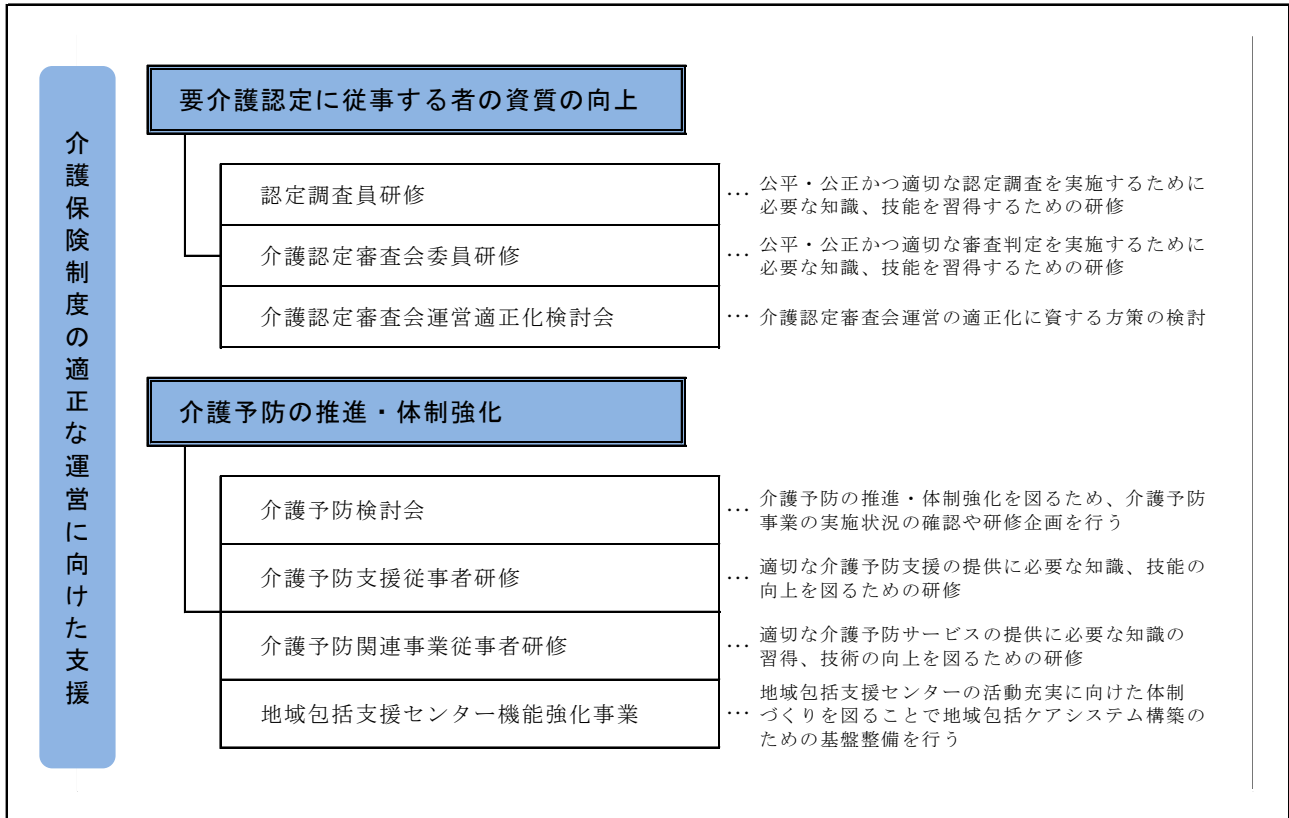 介護保険制度の適正な運営に向けた支援
要介護認定に従事する者の資質の向上
認定調査員研修
… 公平・公正かつ適切な認定調査を実施するために
必要な知識、技能を習得するための研修
介護認定審査会委員研修
… 公平・公正かつ適切な審査判定を実施するために
必要な知識、技能を習得するための研修
介護認定審査会運営適正化検討会
… 介護認定審査会運営の適正化に資する方策の検討
介護予防の推進・体制強化
介護予防検討会
… 介護予防の推進・体制強化を図るため、介護予防
事業の実施状況の確認や研修企画を行う
介護予防支援従事者研修
… 適切な介護予防支援の提供に必要な知識、技能の
向上を図るための研修
介護予防関連事業従事者研修
… 適切な介護予防サービスの提供に必要な知識の
習得、技術の向上を図るための研修
地域包括支援センター機能強化事業
… 地域包括支援センターの活動充実に向けた体制
づくりを図ることで地域包括ケアシステム構築の
ための基盤整備を行う